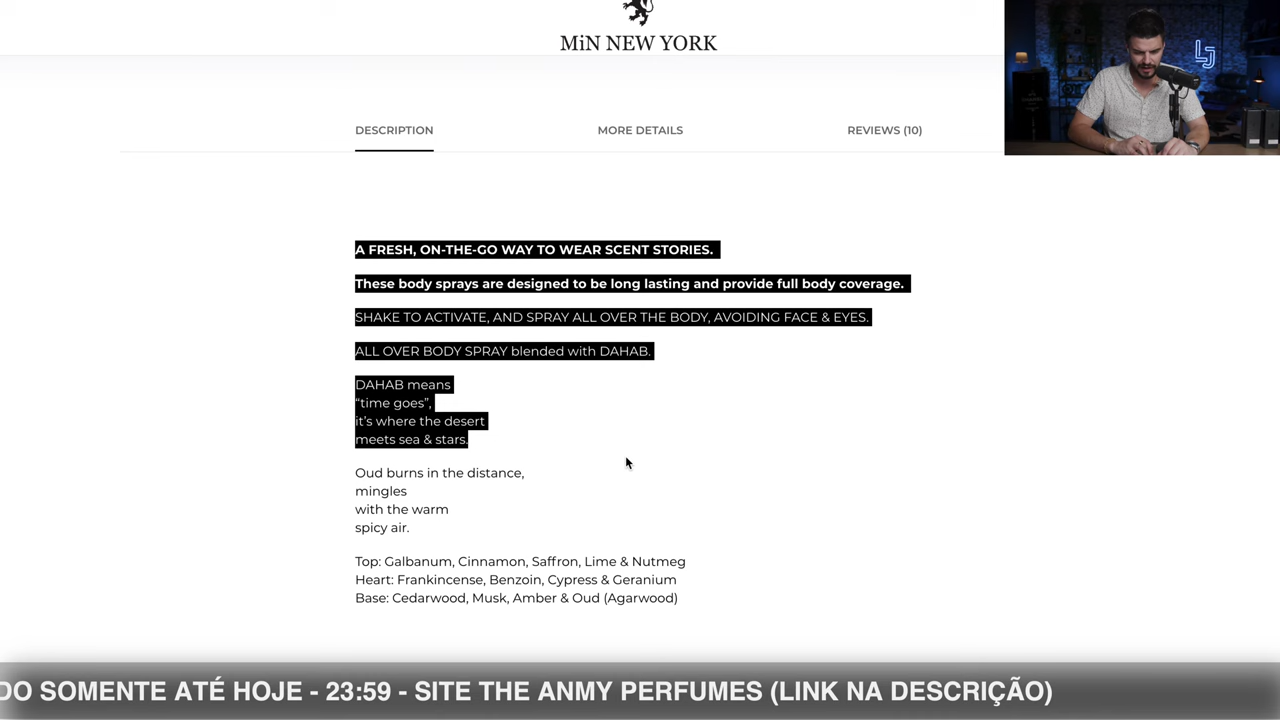 MiN NEW YORK
LJ
DESCRIPTION
MORE DETAILS
REVIEWS (10)
A FRESH, ON-THE-GO WAY TO WEAR SCENT STORIES.
These body sprays are designed to be long lasting and provide full body coverage.
SHAKE TO ACTIVATE, AND SPRAY ALL OVER THE BODY, AVOIDING FACE & EYES.
ALL OVER BODY SPRAY blended with DAHAB.
DAHAB means
“time goes”,
it’s where the desert
meets sea & stars.
Oud burns in the distance,
mingles
with the warm
spicy air.
Top: Galbanum, Cinnamon, Saffron, Lime & Nutmeg
Heart: Frankincense, Benzoin, Cypress & Geranium
Base: Cedarwood, Musk, Amber & Oud (Agarwood)
DO SOMENTE ATÉ HOJE - 23:59 - SITE THE ANMY PERFUMES (LINK NA DESCRIÇÃO)